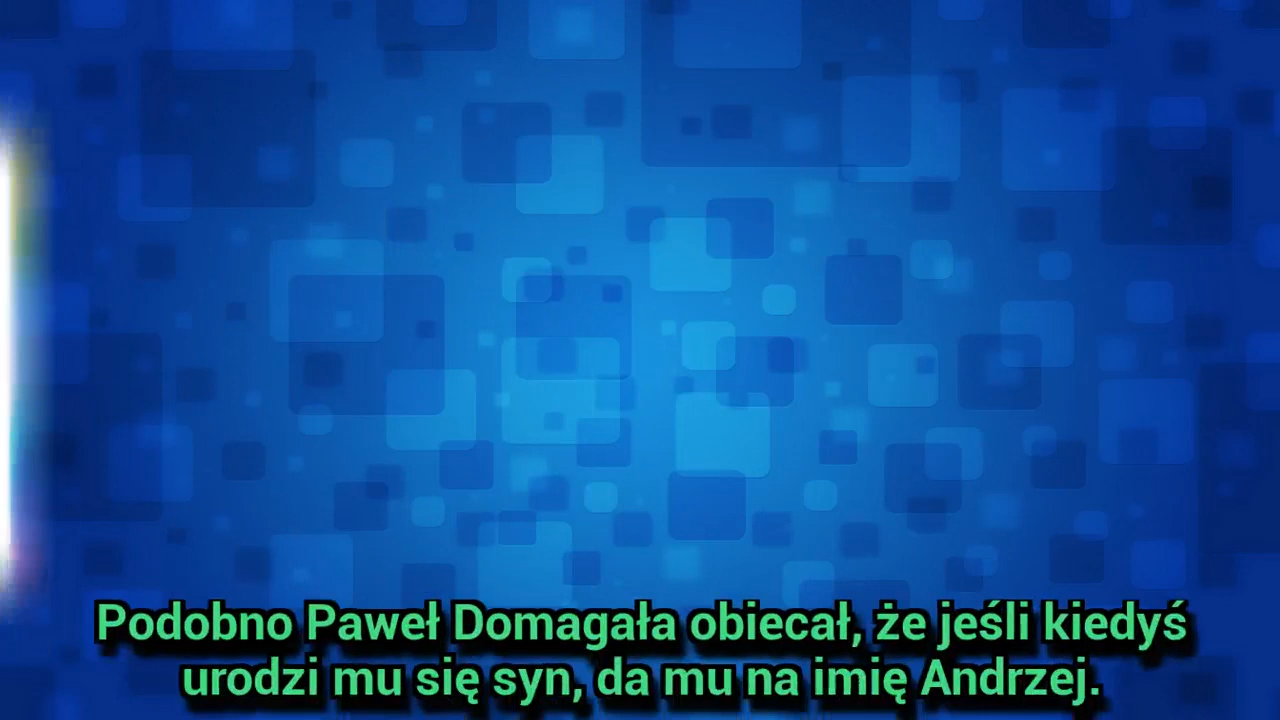 Podobno Paweł Domagała obiecał, że jeśli kiedyś
urodzi mu się syn, da mu na imię Andrzej.